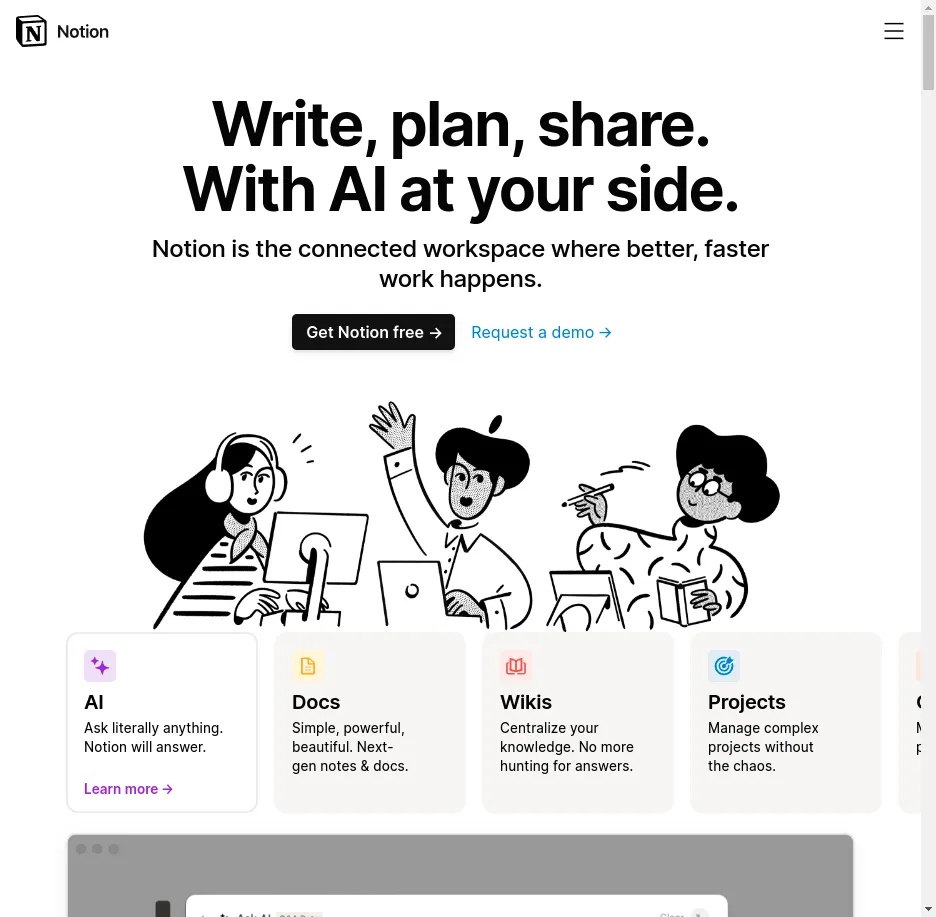 Notion
Write, plan, share.
With AI at your side.
Notion is the connected workspace where better, faster
work happens.
Get Notion free →
Request a demo →
AI
Ask literally anything.
Notion will answer.
Learn more →
Docs
Simple, powerful,
beautiful. Next-
gen notes & docs.
Wikis
Centralize your
knowledge. No more
hunting for answers.
Projects
Manage complex
projects without
the chaos.
Ask AI